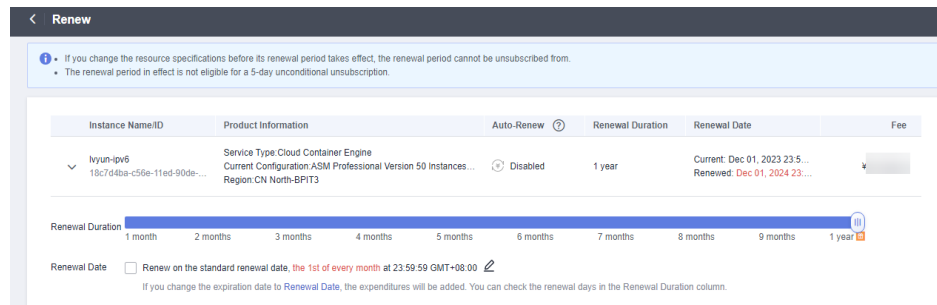 Renew
If you change the resource specifications before its renewal period takes effect, the renewal period cannot be unsubscribed from.
The renewal period in effect is not eligible for a 5-day unconditional unsubscription.
Instance Name/ID Product Information Auto-Renew Renewal Duration Renewal Date Fee
Service Type:Cloud Container Engine
lvyun-ipv6 Current: Dec 01, 2023 23:5...
Current Configuration:ASM Professional Version 50 Instances... Disabled 1 year ¥
18c7d4ba-c56e-11ed-90de-... Renewed: Dec 01, 2024 23:...
Region:CN North-BPIT3
Renewal Duration
1 month 2 months 3 months 4 months 5 months 6 months 7 months 8 months 9 months 1 year
Renewal Date Renew on the standard renewal date, the 1st of every month at 23:59:59 GMT+08:00
If you change the expiration date to Renewal Date, the expenditures will be added. You can check the renewal days in the Renewal Duration column.